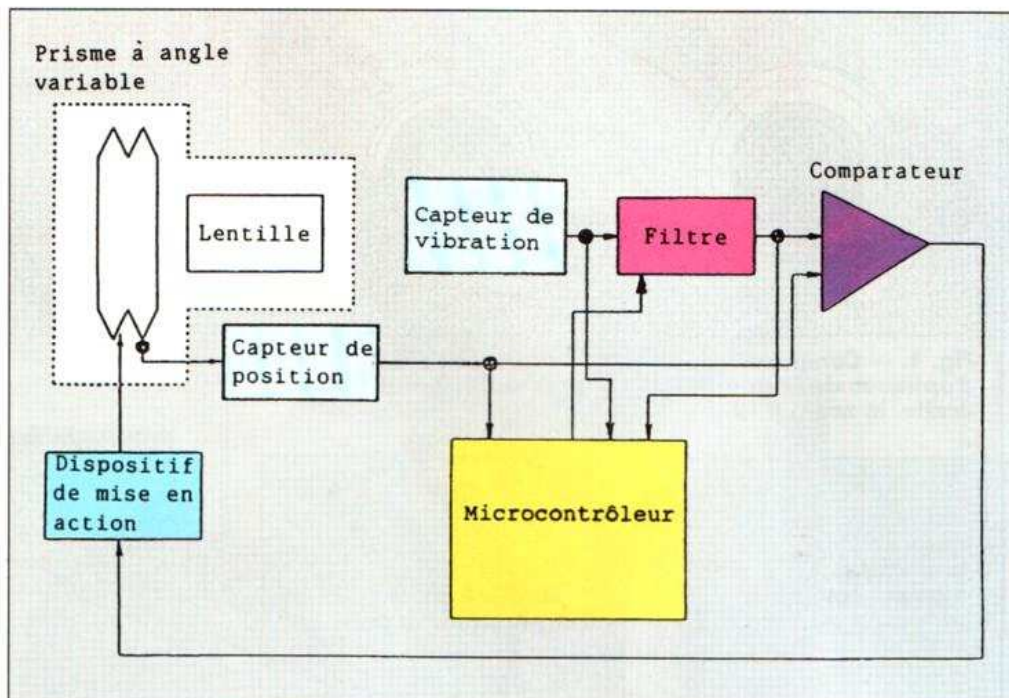 Prisme à angle
variable
Comparateur
Capteur de
vibration
Filtre
Lentille
Capteur de
position
Dispositif
de mise en
action
Microcontrôleur